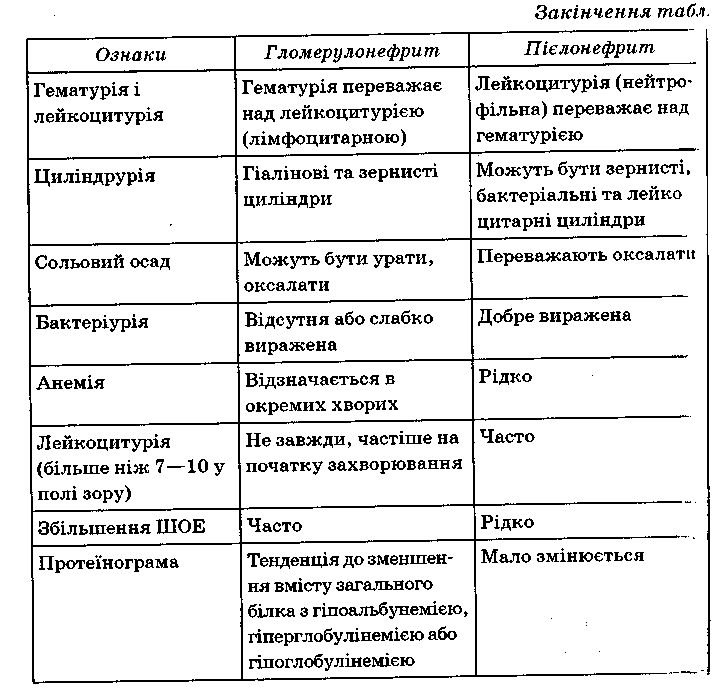 Закінчення табл.
Ознаки Гломерулонефрит Пієлонефрит
Гематурія і
лейкоцитурія
Гематурія переважає
над лейкоцитурією
(лімфоцитарною)
Лейкоцитурія (нейтро-
фільна) переважає над
гематурією
Циліндрурія
Гіалінові та зернисті
циліндри
Можуть бути зернисті,
бактеріальні та лейко
цитарні циліндри
Сольовий осад
Можуть бути урати,
оксалати
Переважають оксалати
Бактеріурія
Відсутня або слабко
виражена
Добре виражена
Анемія
Відзначається в
окремих хворих
Рідко
Лейкоцитурія
(більше ніж 7—10 у
полі зору)
Не завжди, частіше на
початку захворювання
Часто
Збільшення ШОЕ
Часто
Рідко
Протеїнограма
Тенденція до зменшен-
ня вмісту загального
білка з гіпоальбунемією,
гіперглобулінемією або
гіпоглобулінемією
Мало змінюється